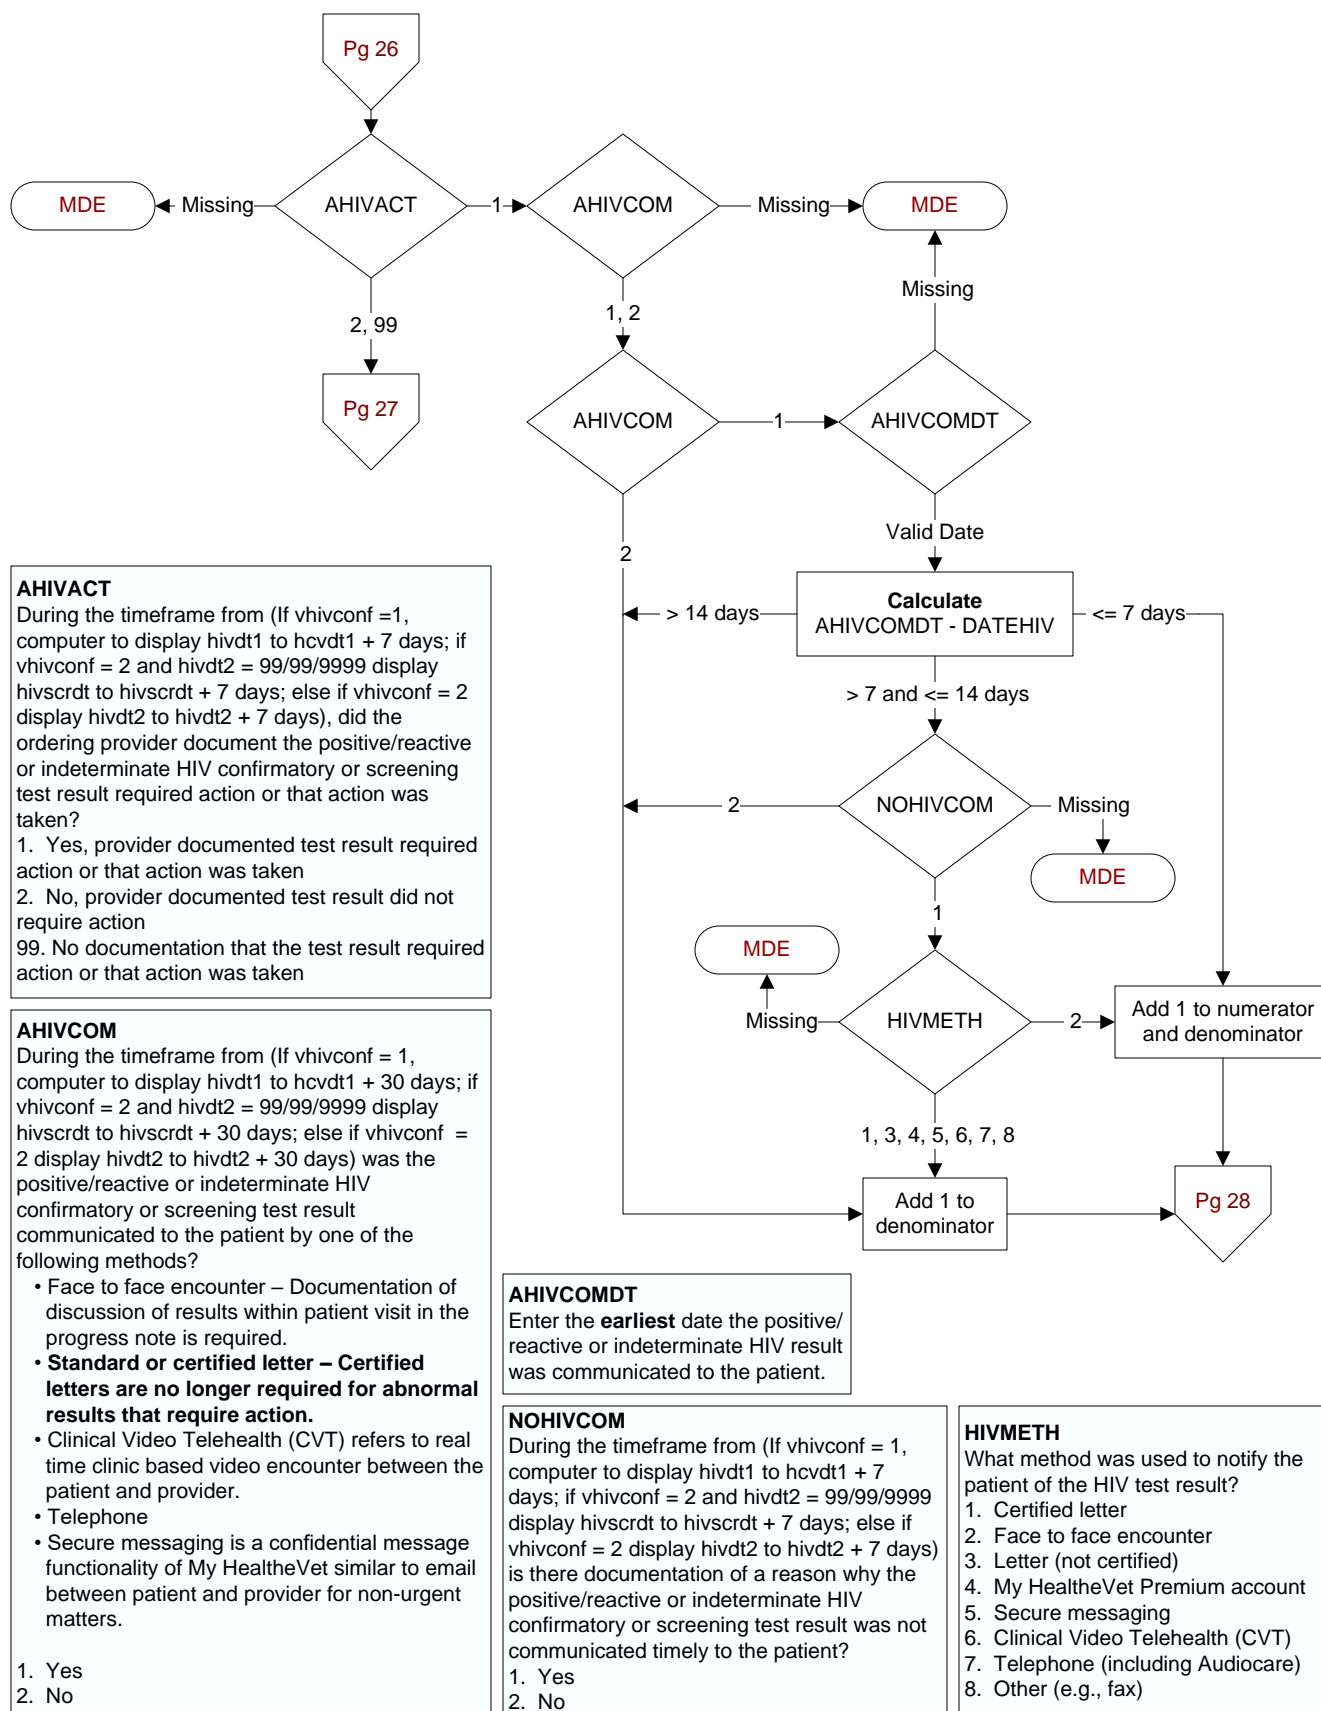 Pg 26
MDE
Missing
AHIVACT
1
AHIVCOM
Missing
MDE
Missing
2, 99
1, 2
Pg 27
AHIVCOM
1
AHIVCOMDT
Valid Date
2
> 14 days
Calculate
AHIVCOMDT - DATEHIV
<= 7 days
> 7 and <= 14 days
2
NOHIVCOM
Missing
MDE
1
MDE
Missing
HIVMETH
2
Add 1 to numerator
and denominator
1, 3, 4, 5, 6, 7, 8
Add 1 to
denominator
Pg 28
AHIVACT
During the timeframe from (If vhivconf =1,
computer to display hivdt1 to hcvdt1 + 7 days; if
vhivconf = 2 and hivdt2 = 99/99/9999 display
hivscrdt to hivscrdt + 7 days; else if vhivconf = 2
display hivdt2 to hivdt2 + 7 days), did the
ordering provider document the positive/reactive
or indeterminate HIV confirmatory or screening
test result required action or that action was
taken?
1. Yes, provider documented test result required
action or that action was taken
2. No, provider documented test result did not
require action
99. No documentation that the test result required
action or that action was taken
AHIVCOM
During the timeframe from (If vhivconf = 1,
computer to display hivdt1 to hcvdt1 + 30 days; if
vhivconf = 2 and hivdt2 = 99/99/9999 display
hivscrdt to hivscrdt + 30 days; else if vhivconf =
2 display hivdt2 to hivdt2 + 30 days) was the
positive/reactive or indeterminate HIV
confirmatory or screening test result
communicated to the patient by one of the
following methods?
• Face to face encounter – Documentation of
discussion of results within patient visit in the
progress note is required.
• Standard or certified letter – Certified
letters are no longer required for abnormal
results that require action.
• Clinical Video Telehealth (CVT) refers to real
time clinic based video encounter between the
patient and provider.
• Telephone
• Secure messaging is a confidential message
functionality of My HealtheVet similar to email
between patient and provider for non-urgent
matters.
1. Yes
2. No
AHIVCOMDT
Enter the earliest date the positive/
reactive or indeterminate HIV result
was communicated to the patient.
NOHIVCOM
During the timeframe from (If vhivconf = 1,
computer to display hivdt1 to hcvdt1 + 7
days; if vhivconf = 2 and hivdt2 = 99/99/9999
display hivscrdt to hivscrdt + 7 days; else if
vhivconf = 2 display hivdt2 to hivdt2 + 7 days)
is there documentation of a reason why the
positive/reactive or indeterminate HIV
confirmatory or screening test result was not
communicated timely to the patient?
1. Yes
2. No
HIVMETH
What method was used to notify the
patient of the HIV test result?
1. Certified letter
2. Face to face encounter
3. Letter (not certified)
4. My HealtheVet Premium account
5. Secure messaging
6. Clinical Video Telehealth (CVT)
7. Telephone (including Audiocare)
8. Other (e.g., fax)